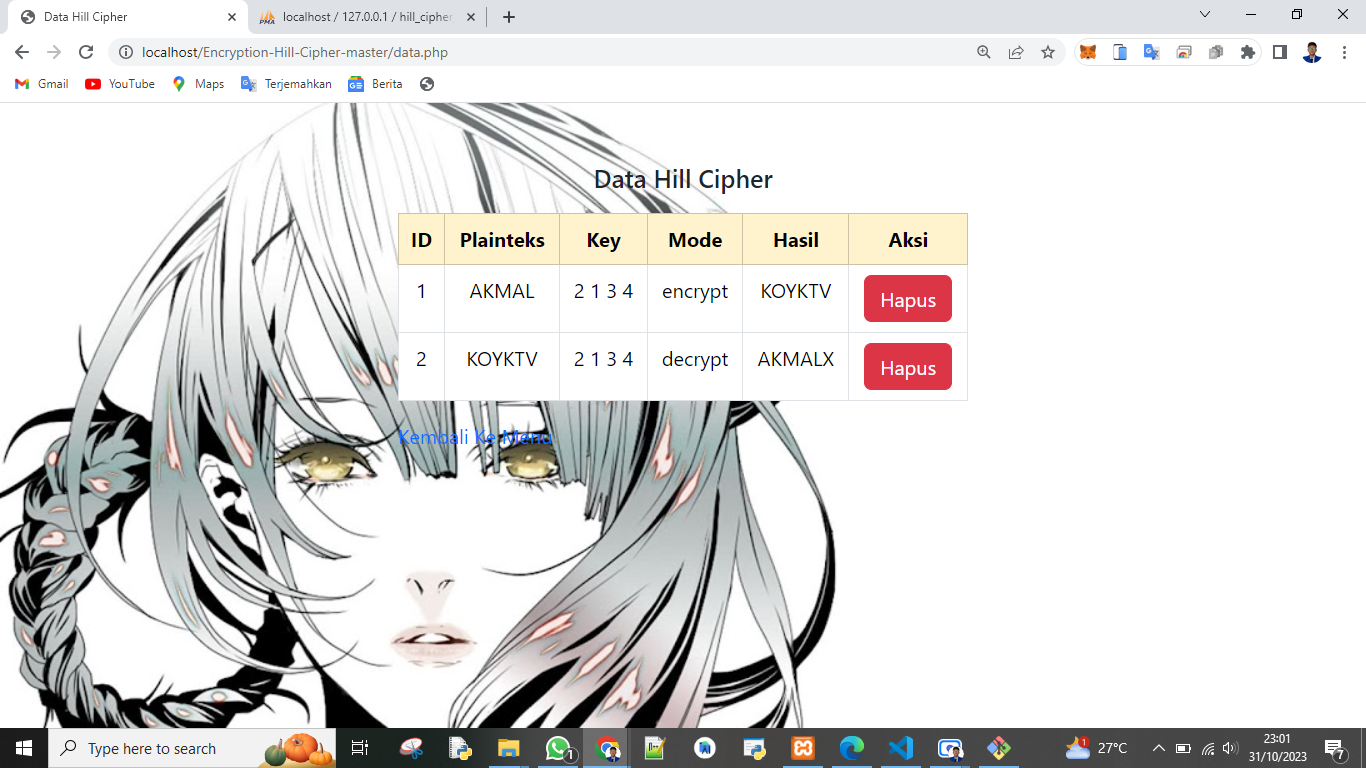 Data Hill Cipher
localhost / 127.0.0.1 / hill_cipher
localhost/Encryption-Hill-Cipher-master/data.php
Gmail YouTube Maps Terjemahkan Berita
Data Hill Cipher
ID Plainteks Key Mode Hasil Aksi
1 AKMAL 2 1 3 4 encrypt KOYKTV Hapus
2 KOYKTV 2 1 3 4 decrypt AKMALX Hapus
Kembali Ke Menu
Type here to search
1
1
27°C
23:01
31/10/2023
7